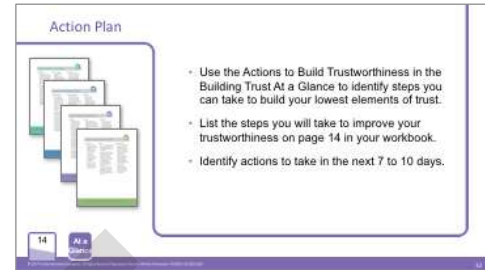 Action Plan
• Use the Actions to Build Trustworthiness in the
Building Trust At a Glance to identify steps you
can take to build your lowest elements of trust.
• List the steps you will take to improve your
trustworthiness on page 14 in your workbook.
• Identify actions to take in the next 7 to 10 days.
14
At a
Glance